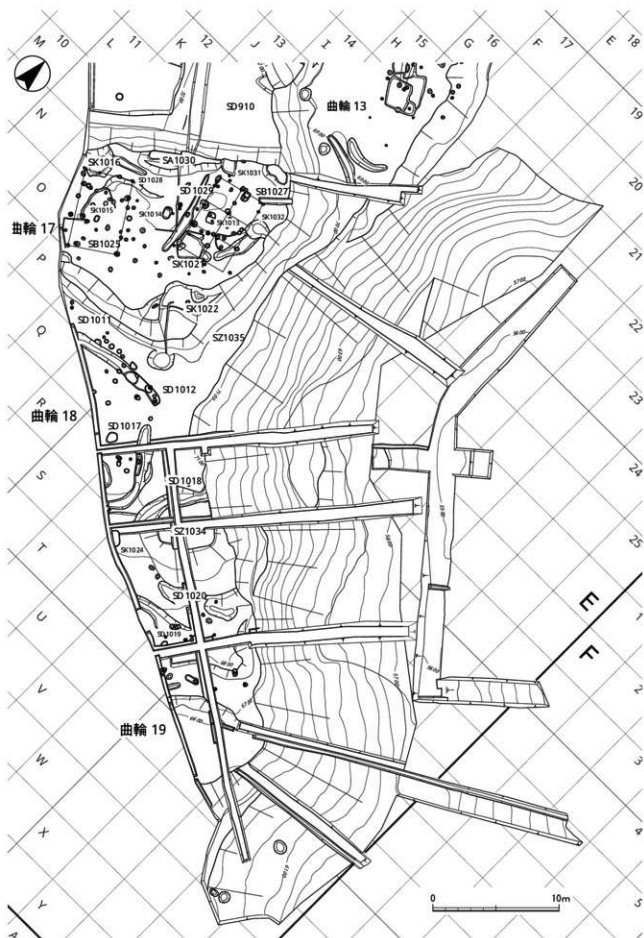 M
10
L
11
K
12
J
13
I
14
H
15
G
16
F
17
E
18
N
19
O
20
P
21
Q
22
R
23
S
24
T
25
U
1
V
2
W
3
X
4
Y
5
A
E
F
SD910
曲輪 13
SK1016
SA1030
SK1031
SD1028
SD1029
SB1027
SK1015
SK1014
SK1013
SK1032
曲輪 17
SB1025
SK1021
SK1022
SD1011
SZ1035
SD1012
曲輪 18
SD1017
SD1018
SZ1034
SK1024
SD1020
SD1019
曲輪 19
0
10m